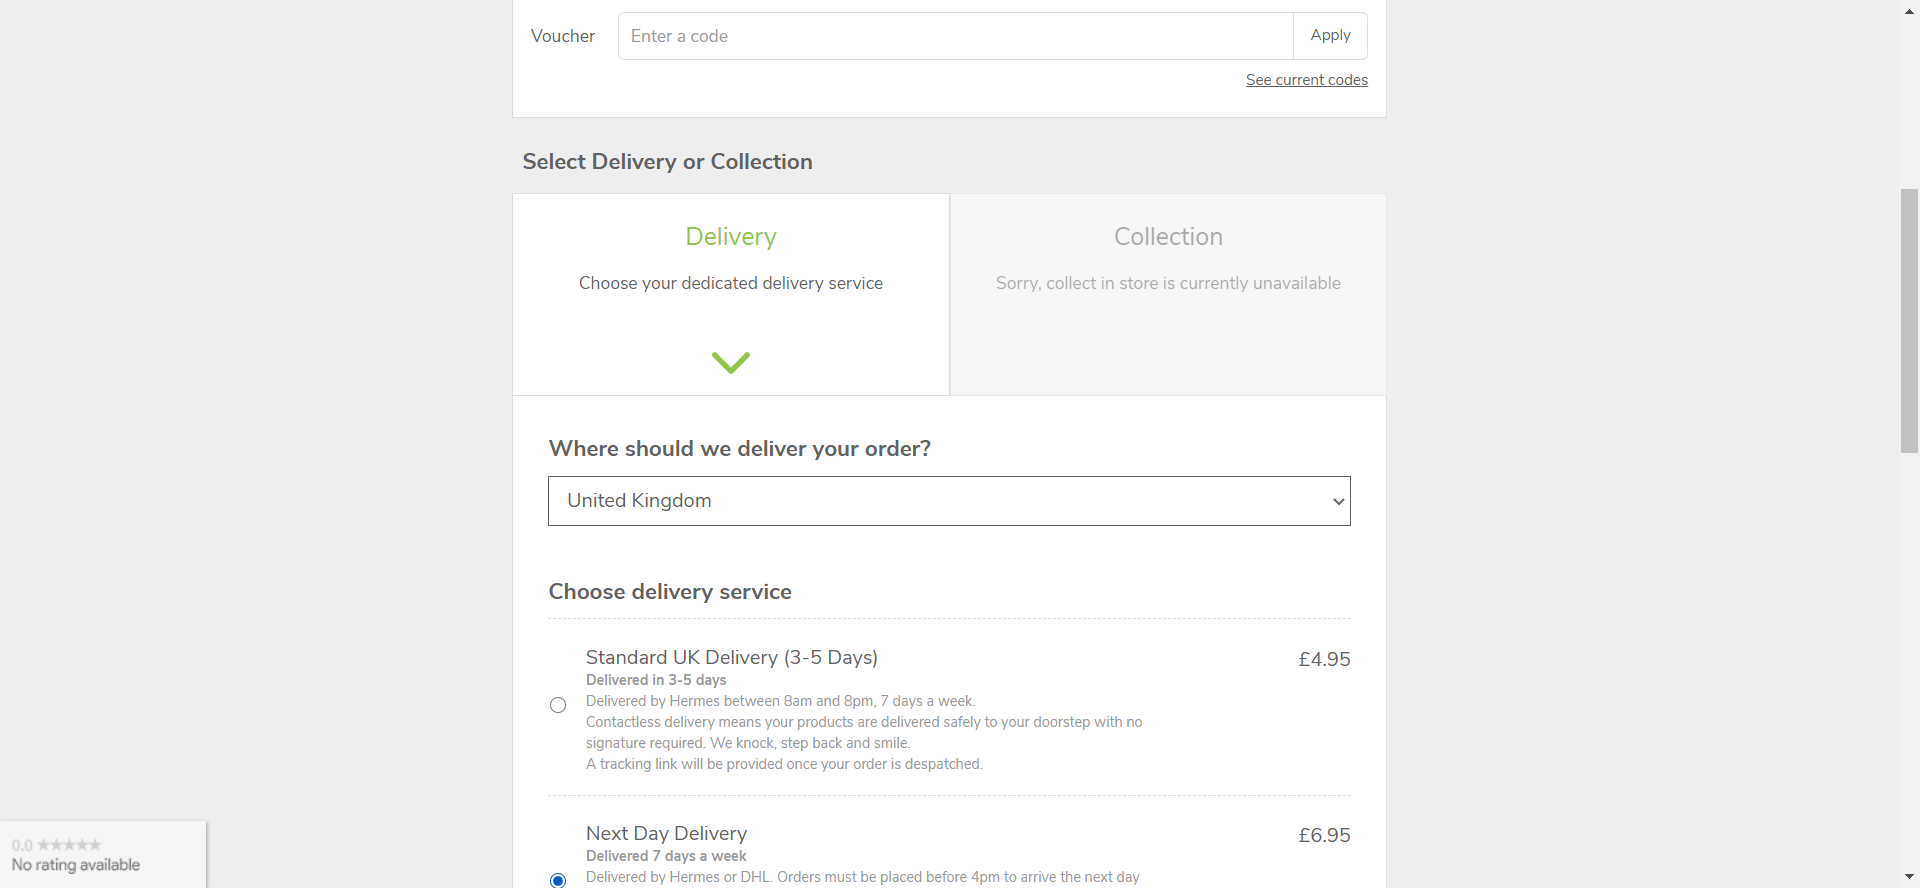 Voucher
Enter a code
Apply
See current codes
Select Delivery or Collection
Delivery
Choose your dedicated delivery service
Collection
Sorry, collect in store is currently unavailable
Where should we deliver your order?
United Kingdom
Choose delivery service
Standard UK Delivery (3-5 Days)
£4.95
Delivered in 3-5 days
Delivered by Hermes between 8am and 8pm, 7 days a week.
Contactless delivery means your products are delivered safely to your doorstep with no
signature required. We knock, step back and smile.
A tracking link will be provided once your order is despatched.
Next Day Delivery
£6.95
Delivered 7 days a week
Delivered by Hermes or DHL. Orders must be placed before 4pm to arrive the next day
0.0 ★★★★★
No rating available